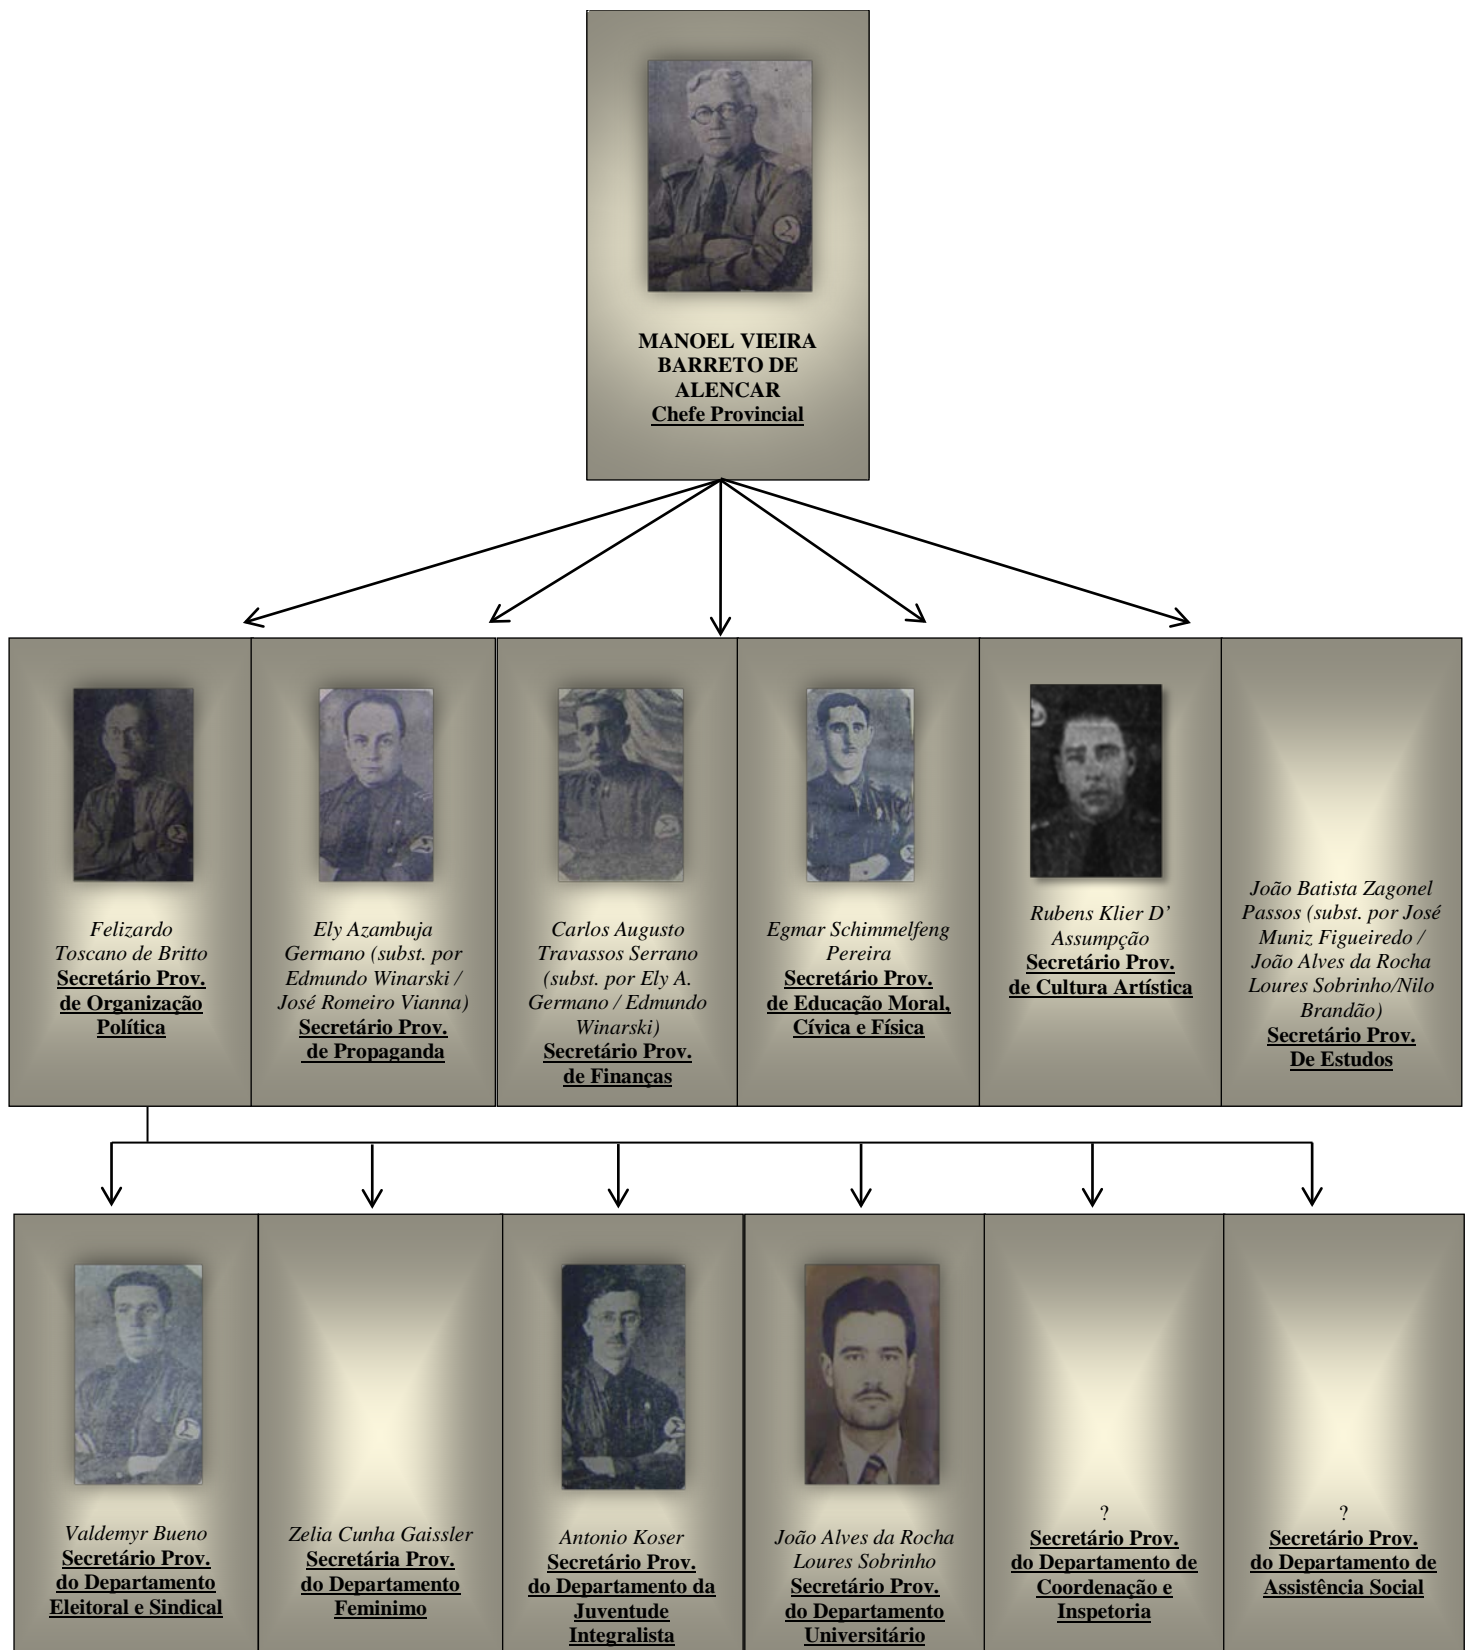 MANOEL VIEIRA
BARRETO DE
ALENCAR
Chefe Provincial
Felizardo
Toscano de Britto
Secretário Prov.
de Organização
Política
Ely Azambuja
Germano (subst. por
Edmundo Winarski /
José Romeiro Vianna)
Secretário Prov.
de Propaganda
Carlos Augusto
Travassos Serrano
(subst. por Ely A.
Germano / Edmundo
Winarski)
Secretário Prov.
de Finanças
Egmar Schimmelfeng
Pereira
Secretário Prov.
de Educação Moral,
Cívica e Física
Rubens Klier D’
Assumpção
Secretário Prov.
de Cultura Artística
João Batista Zagonel
Passos (subst. por José
Muniz Figueiredo /
João Alves da Rocha
Loures Sobrinho/Nilo
Brandão)
Secretário Prov.
De Estudos
Valdemyr Bueno
Secretário Prov.
do Departamento
Eleitoral e Sindical
Zelia Cunha Gaissler
Secretária Prov.
do Departamento
Feminimo
Antonio Koser
Secretário Prov.
do Departamento da
Juventude
Integralista
João Alves da Rocha
Loures Sobrinho
Secretário Prov.
do Departamento
Universitário
?
Secretário Prov.
do Departamento de
Coordenação e
Inspetoria
?
Secretário Prov.
do Departamento de
Assistência Social